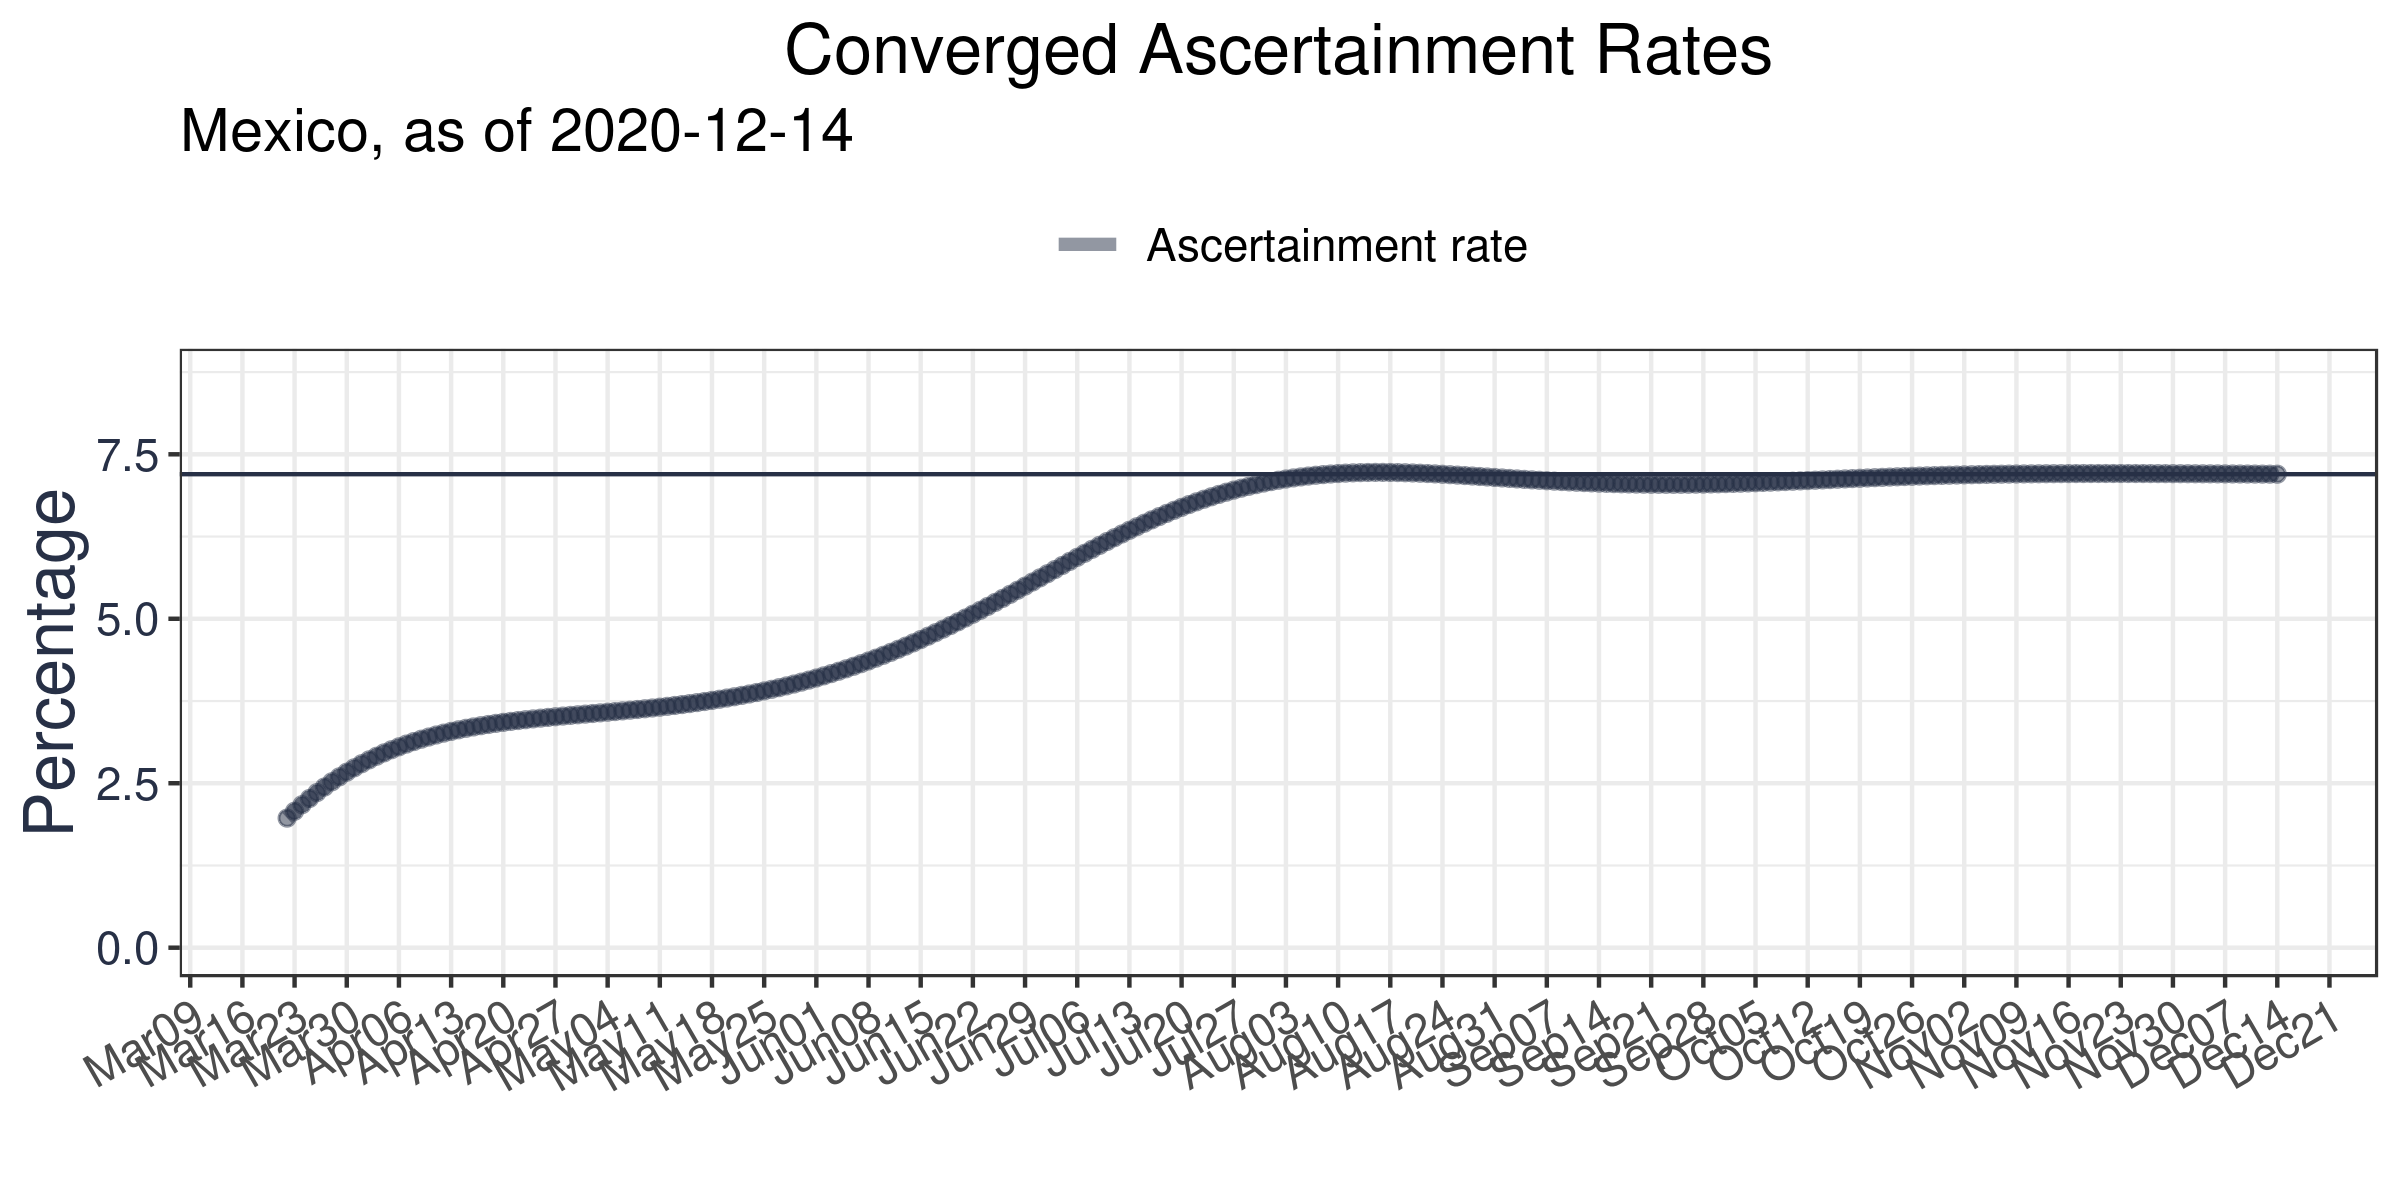 Converged Ascertainment Rates
Mexico, as of 2020-12-14
Ascertainment rate
Percentage
7.5
5.0
2.5
0.0
Mar09
Mar16
Mar23
Mar30
Apr06
Apr13
Apr20
Apr27
May04
May11
May18
May25
Jun01
Jun08
Jun15
Jun22
Jun29
Jul06
Jul13
Jul20
Jul27
Aug03
Aug10
Aug17
Aug24
Aug31
Sep07
Sep14
Sep21
Sep28
Oct05
Oct12
Oct19
Oct26
Nov02
Nov09
Nov16
Nov23
Nov30
Dec07
Dec14
Dec21